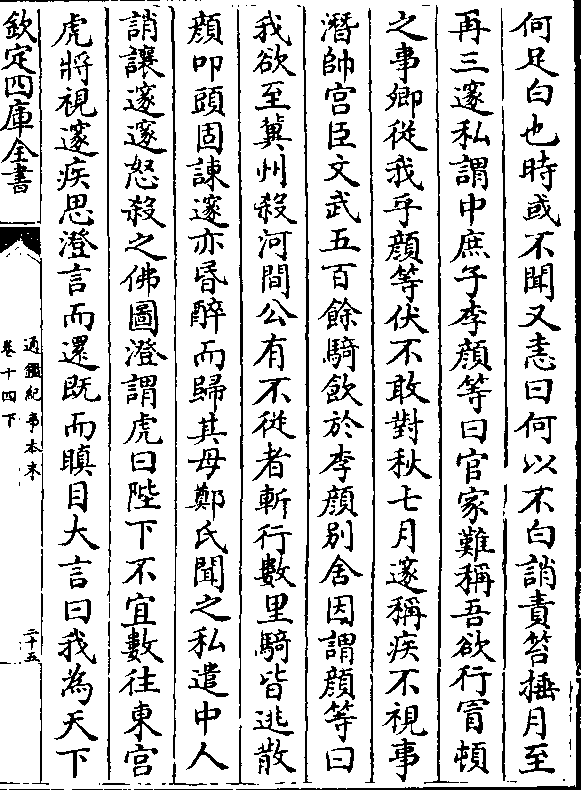 何足白也時或不聞又恚曰何以不白誚責笞捶月至
再三邃私謂中庶子李顔等曰官家難稱吾欲行冒頓
之事卿從我乎顔等伏不敢對秋七月邃稱疾不視事
潛帥宫臣文武五百餘騎飲於李顔别舍因謂顔等曰
我欲至冀州殺河間公有不從者斬行數里騎皆逃散
顔叩頭固諫邃亦昬醉而歸其母鄭氏聞之私遣中人
誚讓邃邃怒殺之佛圖澄謂虎曰陛下不宜數往東宫
虎將視邃疾思澄言而還既而瞋目大言曰我為天下
欽定四庫全書
通鑑紀事本末
卷十四下
二十五